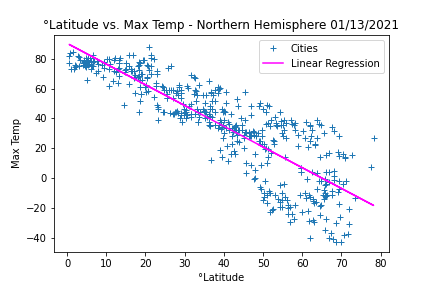 °Latitude vs. Max Temp - Northern Hemisphere 01/13/2021
Cities
Linear Regression
Max Temp
80
60
40
20
0
−20
−40
0 10 20 30 40 50 60 70 80
°Latitude